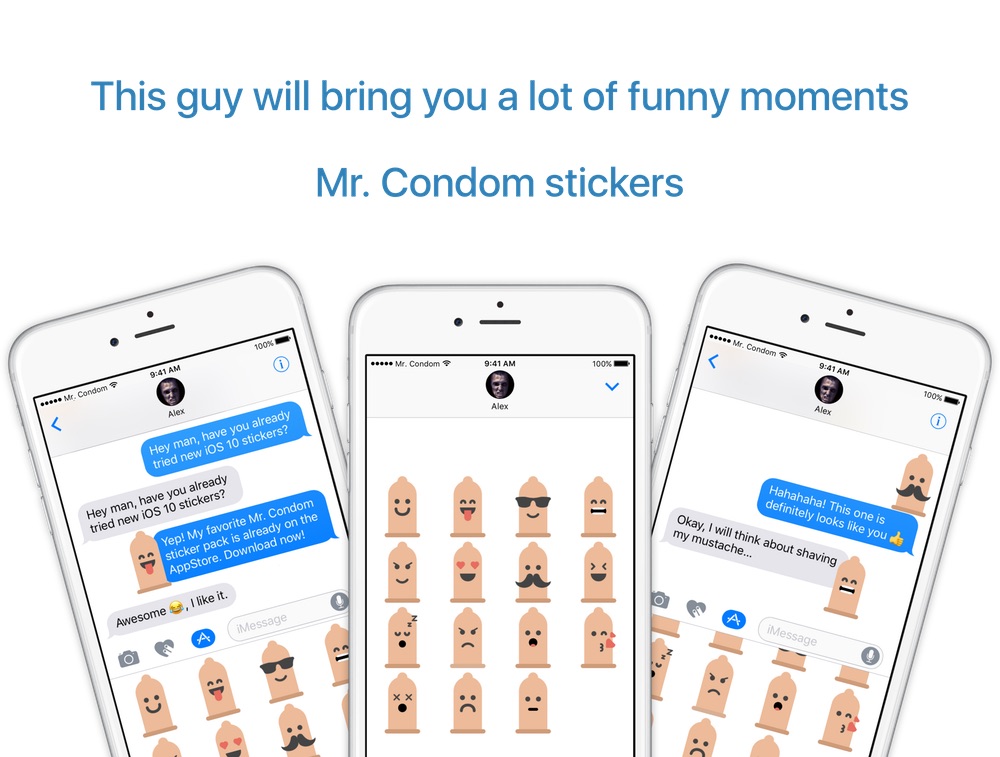 This guy will bring you a lot of funny moments
Mr. Condom stickers
Mr. Condom
9:41 AM
100%
Alex
Hey man, have you already
tried new iOS 10 stickers?
Hey man, have you already
tried new iOS 10 stickers?
Yep! My favorite Mr. Condom
sticker pack is already on the
AppStore. Download now!
Awesome 😂, I like it.
iMessage
Mr. Condom
9:41 AM
100%
Alex
z z N
Mr. Condom
9:41 AM
100%
Alex
Hahahaha! This one is
definitely looks like you 👍
Okay, I will think about shaving
my mustache...
iMessage